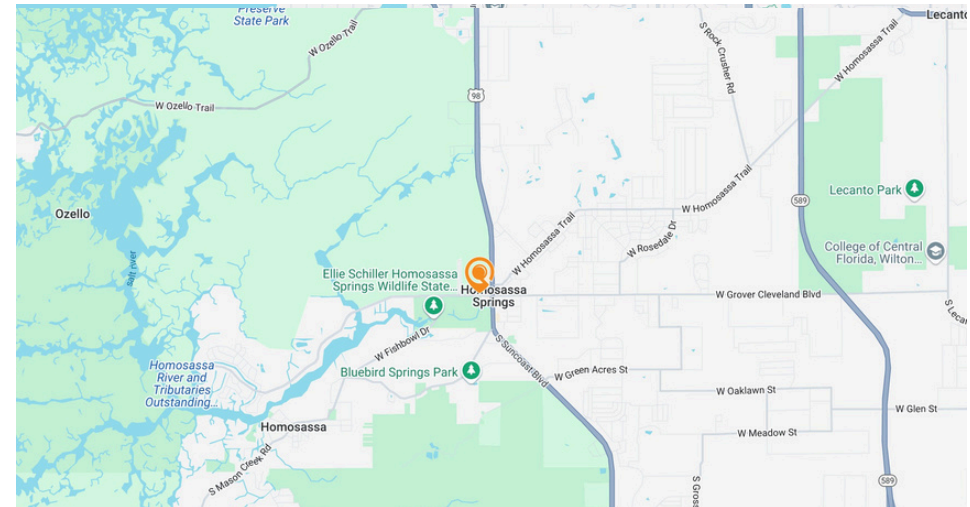 Preserve
State Park
W Ozello Trail
W Ozello Trail
98
S Rock Crusher Rd
W Homosassa Trail
Lecanto
Ozello
salt river
Lecanto Park
589
W Homosassa Trail
W Homosassa Trail
W Rosedale Dr
College of Central
Florida, Wilton...
Ellie Schiller Homosassa
Springs Wildlife State...
Homosassa
Springs
W Grover Cleveland Blvd
W Fishbowl Dr
S Suncoast Blvd
Bluebird Springs Park
W Green Acres St
Homosassa
River and
Tributaries
Outstanding...
W Oaklawn St
W Glen St
Homosassa
W Meadow St
S Mason Creek Rd
589
S Gross
S Lecan